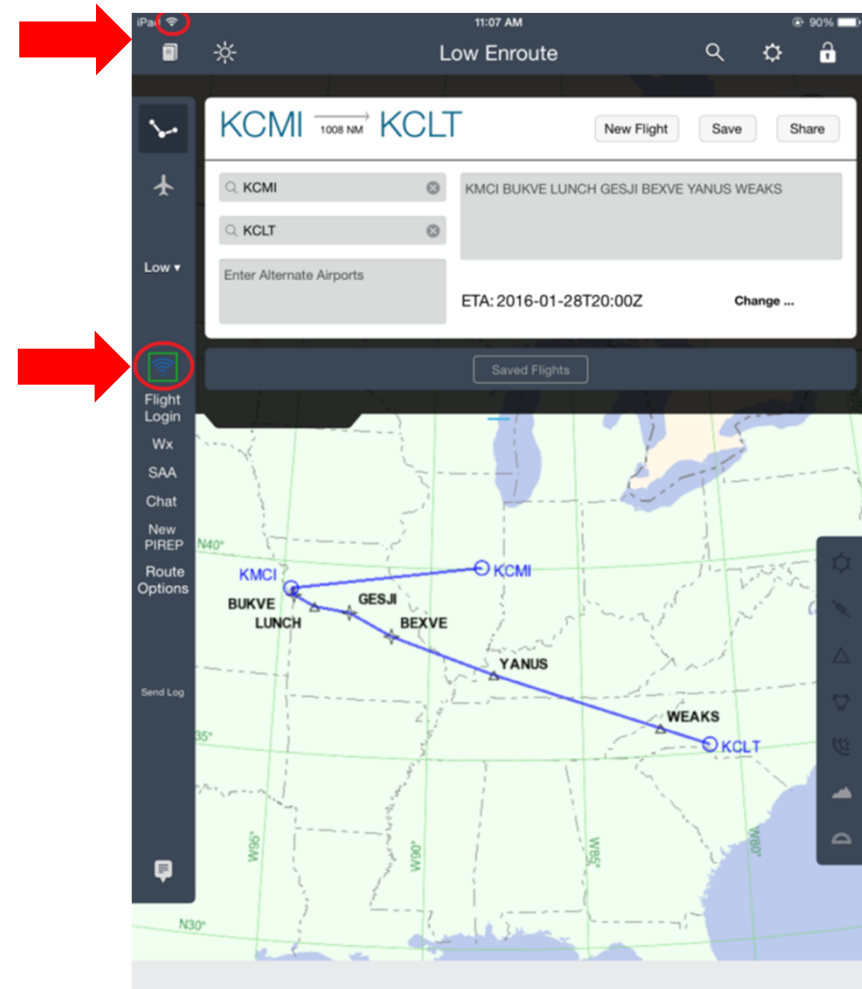 iPad 11:07 AM 90%
Low Enroute
KCMI 1008 NM KCLT New Flight Save Share
KCMI
KMCI BUKVE LUNCH GESJI BEXVE YANUS WEAKS
KCLT
Enter Alternate Airports
ETA: 2016-01-28T20:00Z Change ...
Saved Flights
Low ▾
Flight
Login
Wx
SAA
Chat
New
PIREP
Route
Options
Send Log
N40°
KMCI
KCMI
BUKVE
GESJI
LUNCH
BEXVE
YANUS
WEAKS
KCLT
35°
W95°
W90°
W85°
W80°
N30°